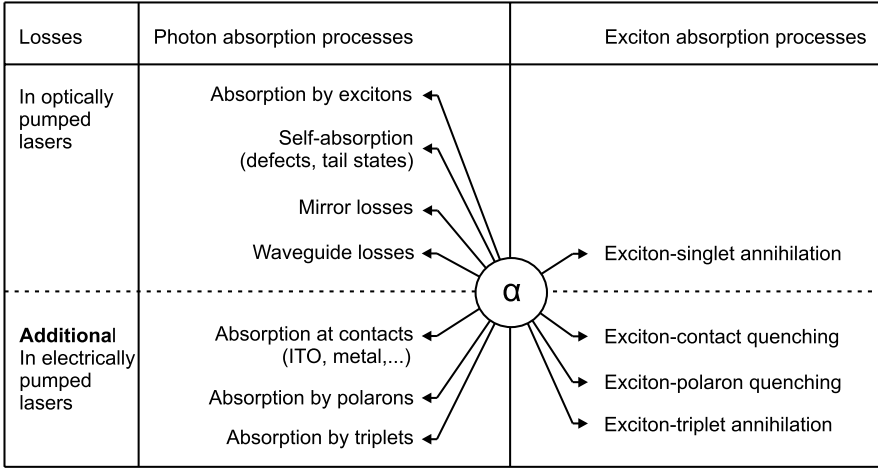 Losses
Photon absorption processes
Exciton absorption processes
In optically
pumped
lasers
Absorption by excitons
Self-absorption
(defects, tail states)
Mirror losses
Waveguide losses
Exciton-singlet annihilation
α
Additional
In electrically
pumped
lasers
Absorption at contacts
(ITO, metal,...)
Absorption by polarons
Absorption by triplets
Exciton-contact quenching
Exciton-polaron quenching
Exciton-triplet annihilation